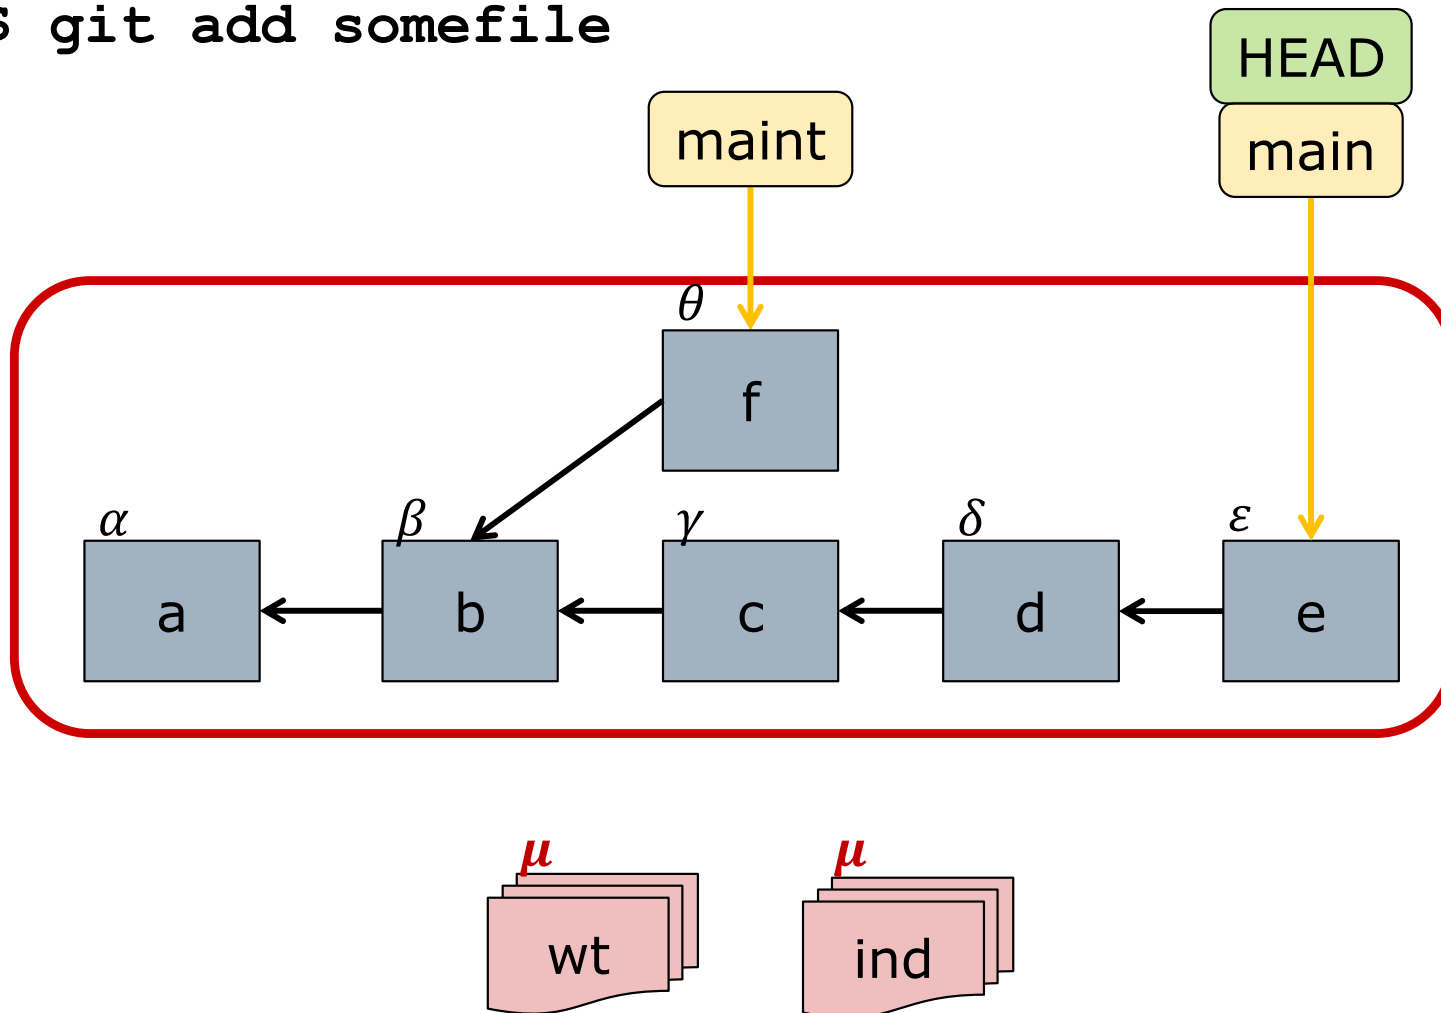 $ git add somefile
HEAD
maint
main
θ
f
α
β
γ
δ
ε
a
b
c
d
e
μ
μ
wt
ind